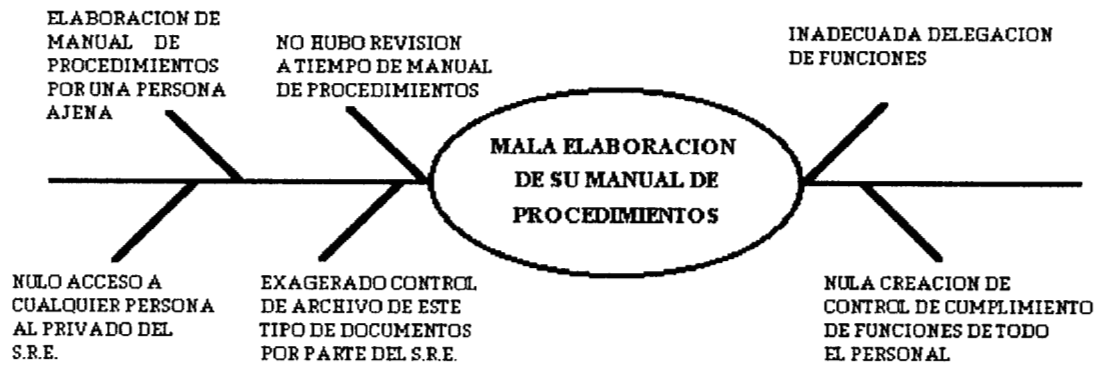 ELABORACION DE
MANUAL DE
PROCEDIMIENTOS
POR UNA PERSONA
AJENA
NO HUBO REVISION
A TIEMPO DE MANUAL
DE PROCEDIMIENTOS
INADECUADA DELEGACION
DE FUNCIONES
MALA ELABORACION
DE SU MANUAL DE
PROCEDIMIENTOS
NULO ACCESO A
CUALQUIER PERSONA
AL PRIVADO DEL
S.R.E.
EXAGERADO CONTROL
DE ARCHIVO DE ESTE
TIPO DE DOCUMENTOS
POR PARTE DEL S.R.E.
NULA CREACION DE
CONTROL DE CUMPLIMIENTO
DE FUNCIONES DE TODO
EL PERSONAL